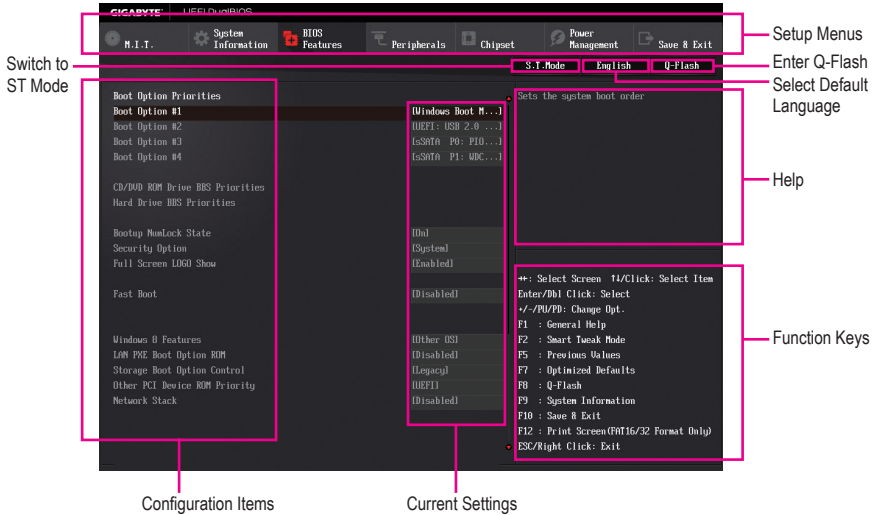 GIGABYTE UEFI DualBIOS
M.I.T. System Information BIOS Features Peripherals Chipset Power Management Save & Exit
Setup Menus
Switch to ST Mode
S.T.Mode English Q-Flash
Enter Q-Flash
Select Default Language
Boot Option Priorities
Boot Option #1 [Windows Boot M...]
Boot Option #2 [UEFI: USB 2.0 ...]
Boot Option #3 [sSATA P0: PIO...]
Boot Option #4 [sSATA P1: WDC...]
CD/DVD ROM Drive BBS Priorities
Hard Drive BBS Priorities
Bootup NumLock State [On]
Security Option [System]
Full Screen LOGO Show [Enabled]
Fast Boot [Disabled]
Windows 8 Features [Other OS]
LAN PXE Boot Option ROM [Disabled]
Storage Boot Option Control [Legacy]
Other PCI Device ROM Priority [UEFI]
Network Stack [Disabled]
Sets the system boot order
Help
→←: Select Screen ↑↓/Click: Select Item
Enter/Dbl Click: Select
+/-/PU/PD: Change Opt.
F1 : General Help
F2 : Smart Tweak Mode
F5 : Previous Values
F7 : Optimized Defaults
F8 : Q-Flash
F9 : System Information
F10 : Save & Exit
F12 : Print Screen(FAT16/32 Format Only)
ESC/Right Click: Exit
Function Keys
Configuration Items
Current Settings